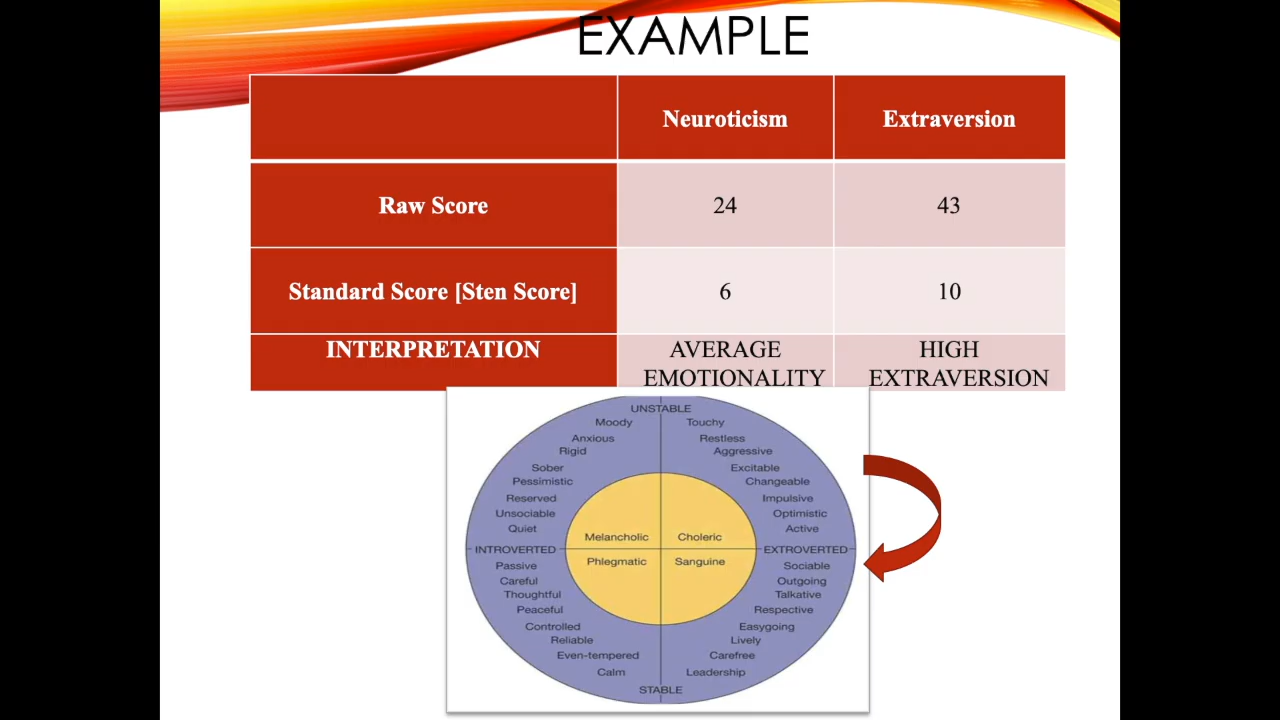 EXAMPLE
Neuroticism Extraversion
Raw Score 24 43
Standard Score [Sten Score] 6 10
INTERPRETATION AVERAGE HIGH
EMOTIONALITY EXTRAVERSION
UNSTABLE
Moody Touchy
Anxious Restless
Rigid Aggressive
Sober Excitable
Pessimistic Changeable
Reserved Impulsive
Unsociable Optimistic
Quiet Active
Melancholic Choleric
INTROVERTED EXTROVERTED
Phlegmatic Sanguine
Passive Sociable
Careful Outgoing
Thoughtful Talkative
Peaceful Respective
Controlled Easygoing
Reliable Lively
Even-tempered Carefree
Calm Leadership
STABLE